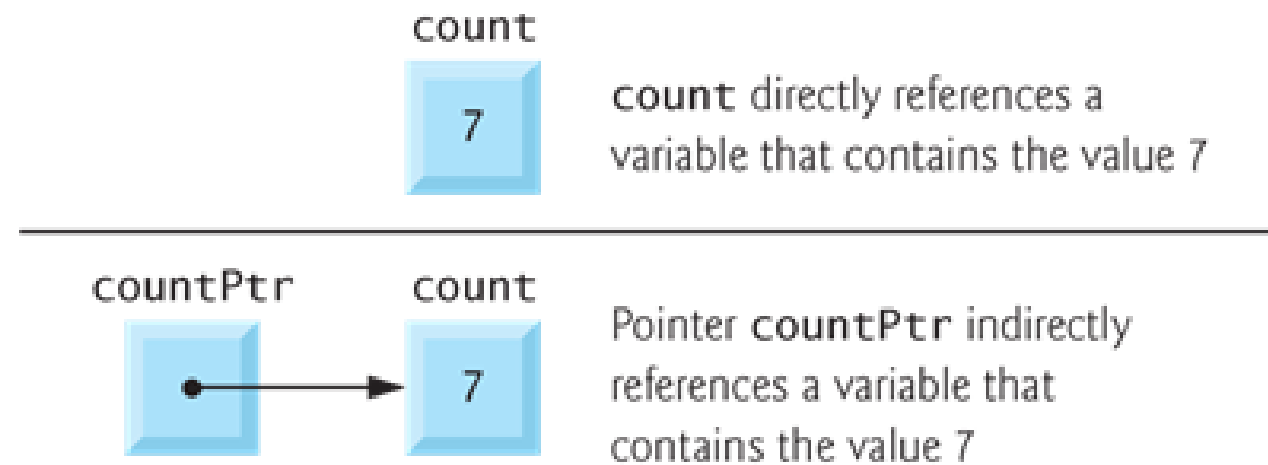 count
7
count directly references a
variable that contains the value 7
countPtr
count
7
Pointer countPtr indirectly
references a variable that
contains the value 7